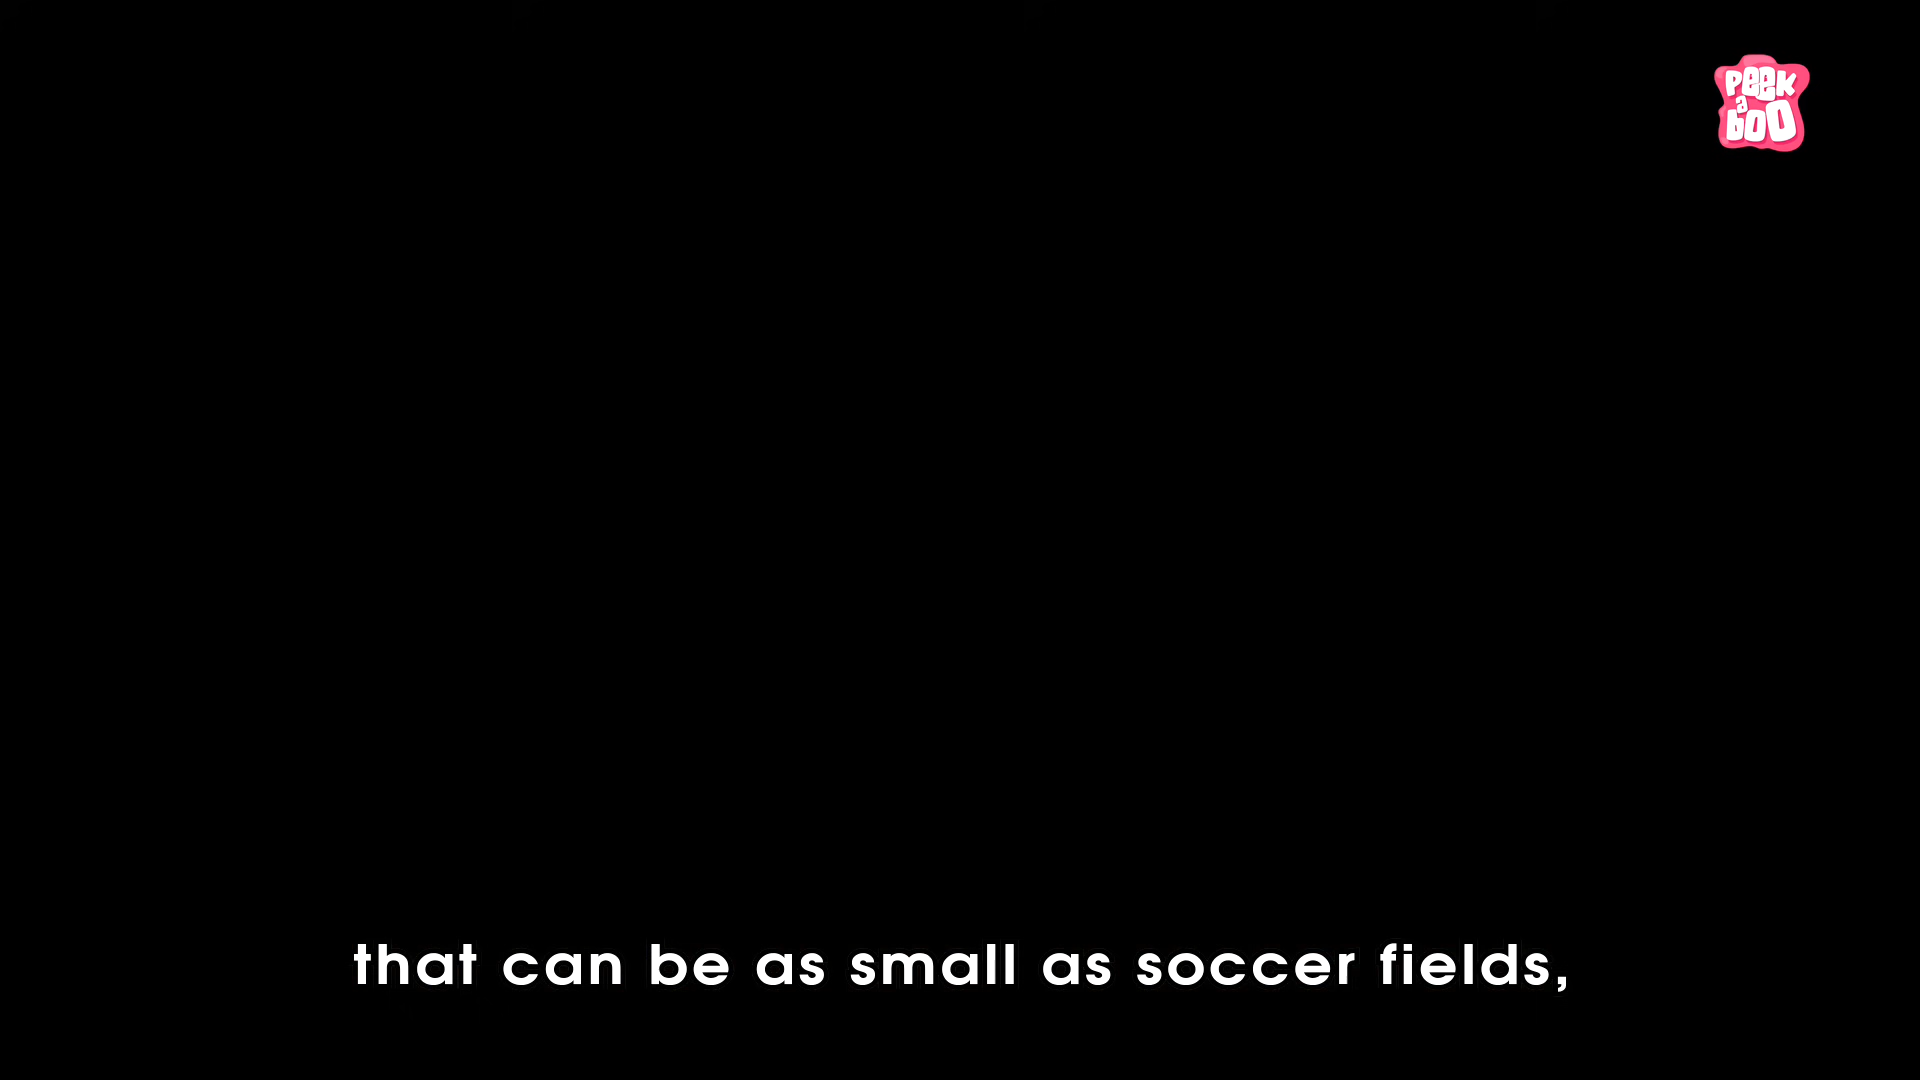 Peek
a
boo
that can be as small as soccer fields,